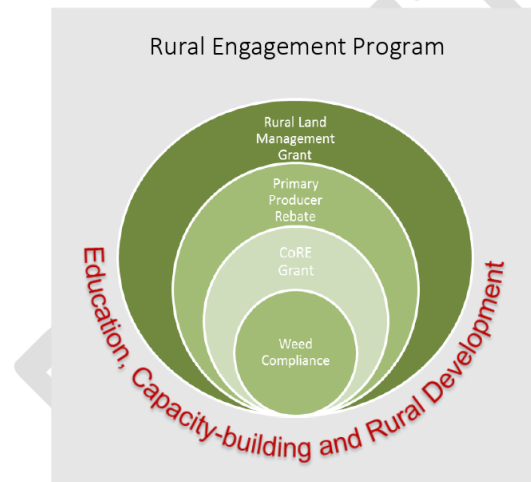 Rural Engagement Program
Rural Land
Management
Grant
Primary
Producer
Rebate
CoRE
Grant
Weed
Compliance
Education, Capacity-building and Rural Development